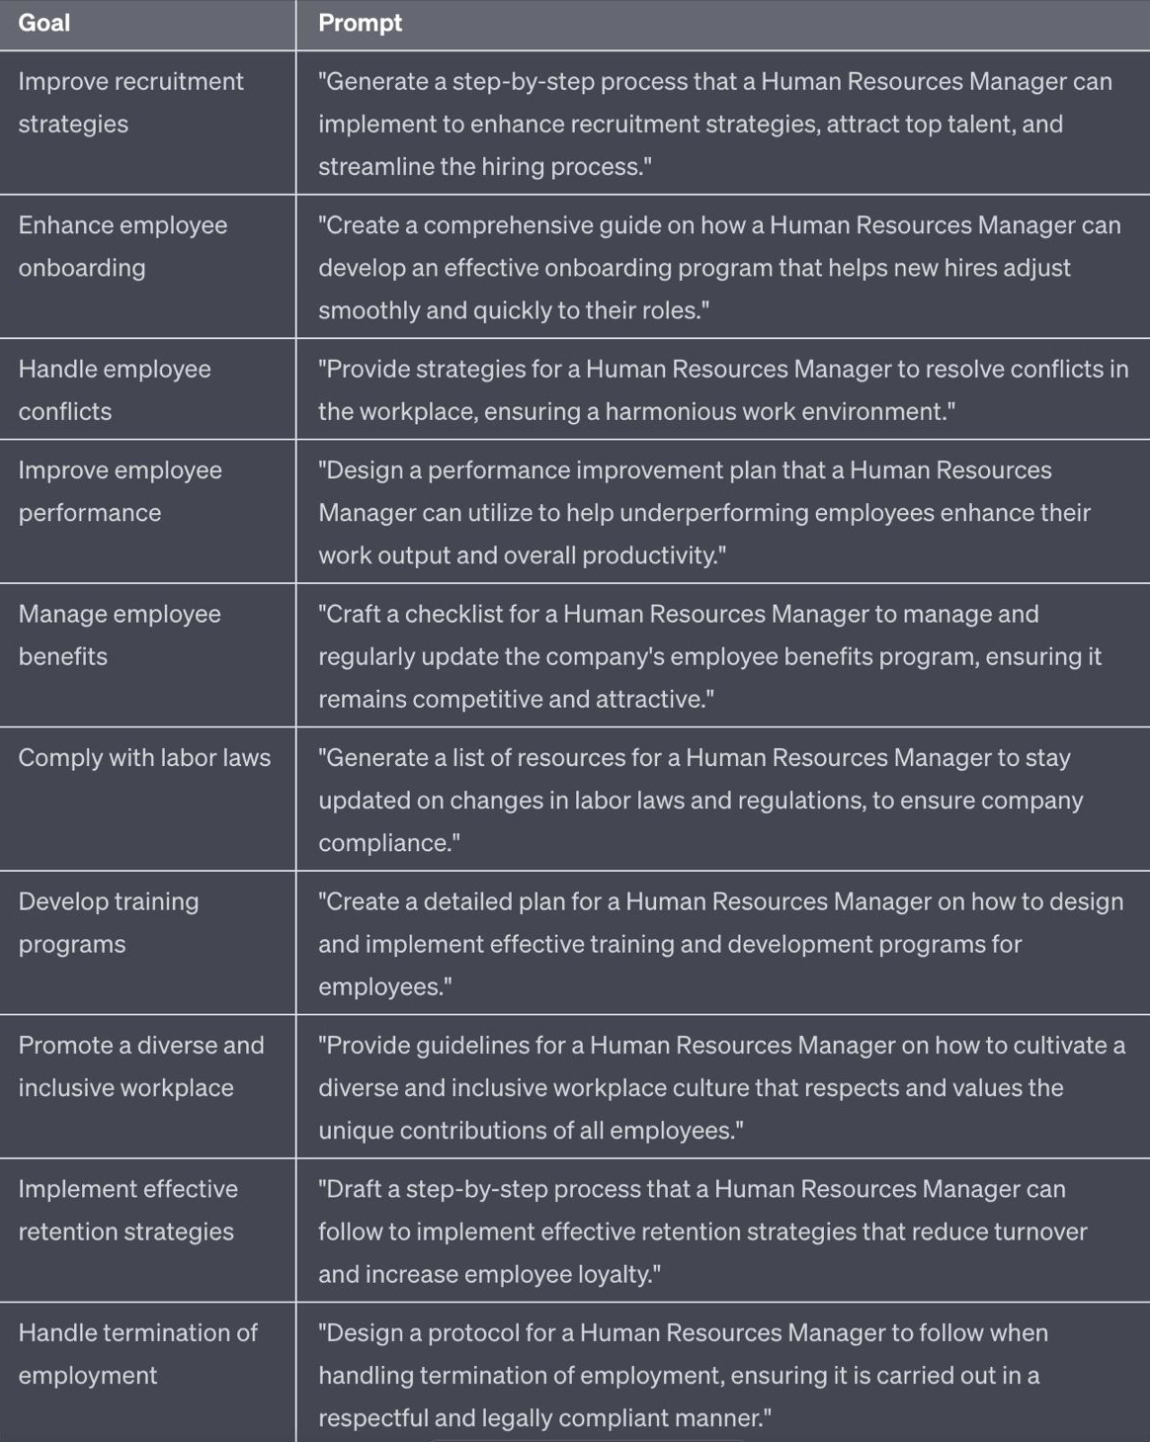 Goal
Prompt
Improve recruitment
strategies
"Generate a step-by-step process that a Human Resources Manager can
implement to enhance recruitment strategies, attract top talent, and
streamline the hiring process."
Enhance employee
onboarding
"Create a comprehensive guide on how a Human Resources Manager can
develop an effective onboarding program that helps new hires adjust
smoothly and quickly to their roles."
Handle employee
conflicts
"Provide strategies for a Human Resources Manager to resolve conflicts in
the workplace, ensuring a harmonious work environment."
Improve employee
performance
"Design a performance improvement plan that a Human Resources
Manager can utilize to help underperforming employees enhance their
work output and overall productivity."
Manage employee
benefits
"Craft a checklist for a Human Resources Manager to manage and
regularly update the company's employee benefits program, ensuring it
remains competitive and attractive."
Comply with labor laws
"Generate a list of resources for a Human Resources Manager to stay
updated on changes in labor laws and regulations, to ensure company
compliance."
Develop training
programs
"Create a detailed plan for a Human Resources Manager on how to design
and implement effective training and development programs for
employees."
Promote a diverse and
inclusive workplace
"Provide guidelines for a Human Resources Manager on how to cultivate a
diverse and inclusive workplace culture that respects and values the
unique contributions of all employees."
Implement effective
retention strategies
"Draft a step-by-step process that a Human Resources Manager can
follow to implement effective retention strategies that reduce turnover
and increase employee loyalty."
Handle termination of
employment
"Design a protocol for a Human Resources Manager to follow when
handling termination of employment, ensuring it is carried out in a
respectful and legally compliant manner."